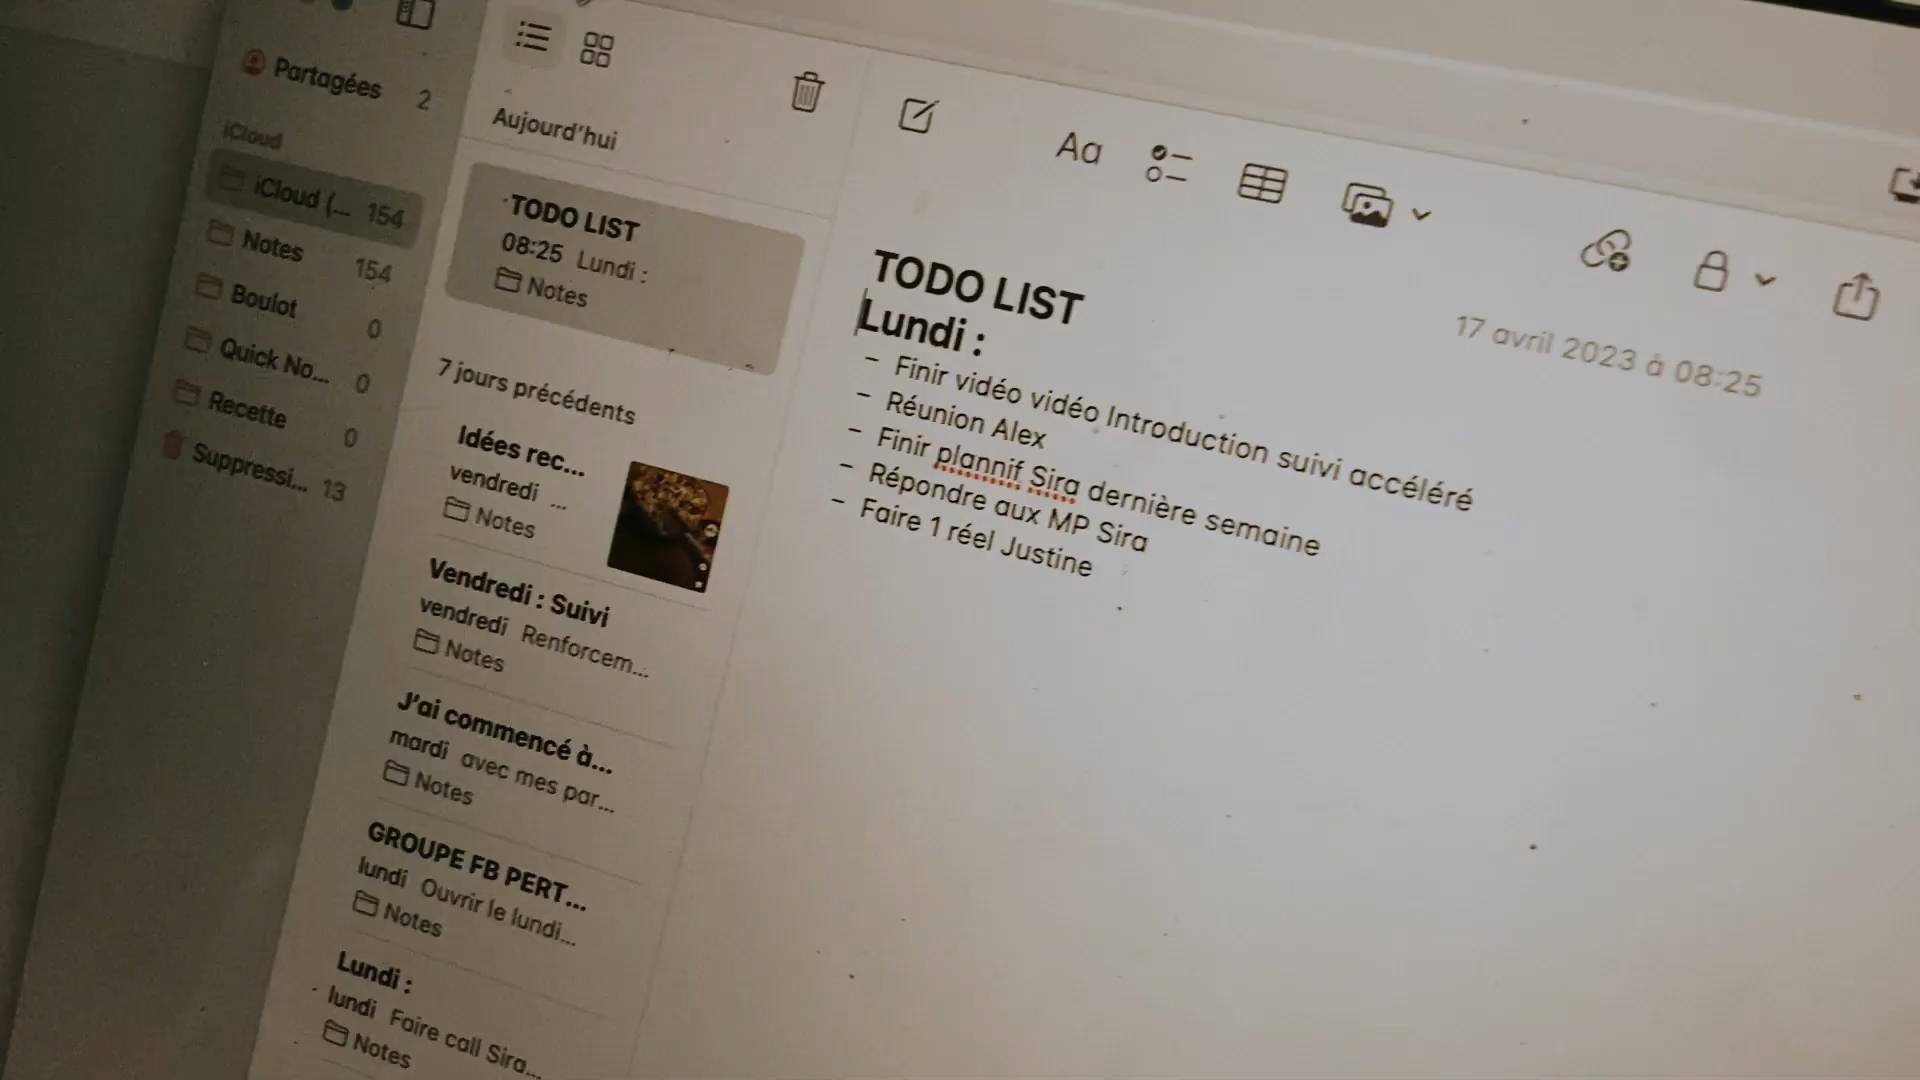 Partagées 2
iCloud
iCloud (... 154
Notes 154
Boulot 0
Quick No... 0
Recette 0
Suppressi... 13
Aujourd'hui
TODO LIST
08:25 Lundi :
Notes
7 jours précédents
Idées rec...
vendredi ...
Notes
Vendredi : Suivi
vendredi Renforcem...
Notes
J'ai commencé à...
mardi avec mes par...
Notes
GROUPE FB PERT...
lundi Ouvrir le lundi...
Notes
Lundi :
lundi Faire call Sira...
Notes
Aa
17 avril 2023 à 08:25
TODO LIST
Lundi :
- Finir vidéo vidéo Introduction suivi accéléré
- Réunion Alex
- Finir plannif Sira dernière semaine
- Répondre aux MP Sira
- Faire 1 réel Justine